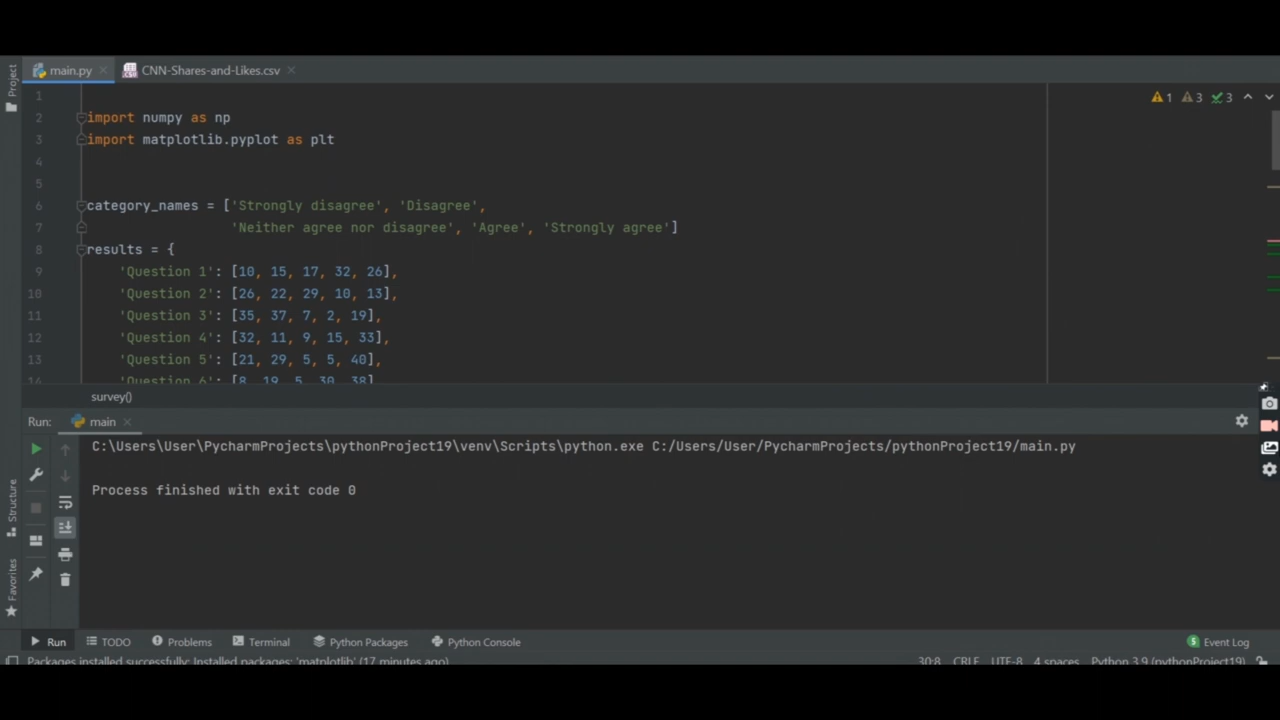 Project
main.py
CNN-Shares-and-Likes.csv
1
1 3 3
2 import numpy as np
3 import matplotlib.pyplot as plt
4
5
6 category_names = ['Strongly disagree', 'Disagree',
7 'Neither agree nor disagree', 'Agree', 'Strongly agree']
8 results = {
9 'Question 1': [10, 15, 17, 32, 26],
10 'Question 2': [26, 22, 29, 10, 13],
11 'Question 3': [35, 37, 7, 2, 19],
12 'Question 4': [32, 11, 9, 15, 33],
13 'Question 5': [21, 29, 5, 5, 40],
14 'Question 6': [8, 19, 5, 30, 38]
survey()
Run: main
C:\Users\User\PycharmProjects\pythonProject19\venv\Scripts\python.exe C:/Users/User/PycharmProjects/pythonProject19/main.py
Process finished with exit code 0
Structure
Favorites
Run TODO Problems Terminal Python Packages Python Console Event Log
Packages installed successfully: Installed packages: 'matplotlib' (17 minutes ago) 30:8 CRLF UTF-8 4 spaces Python 3.9 (pythonProject19)